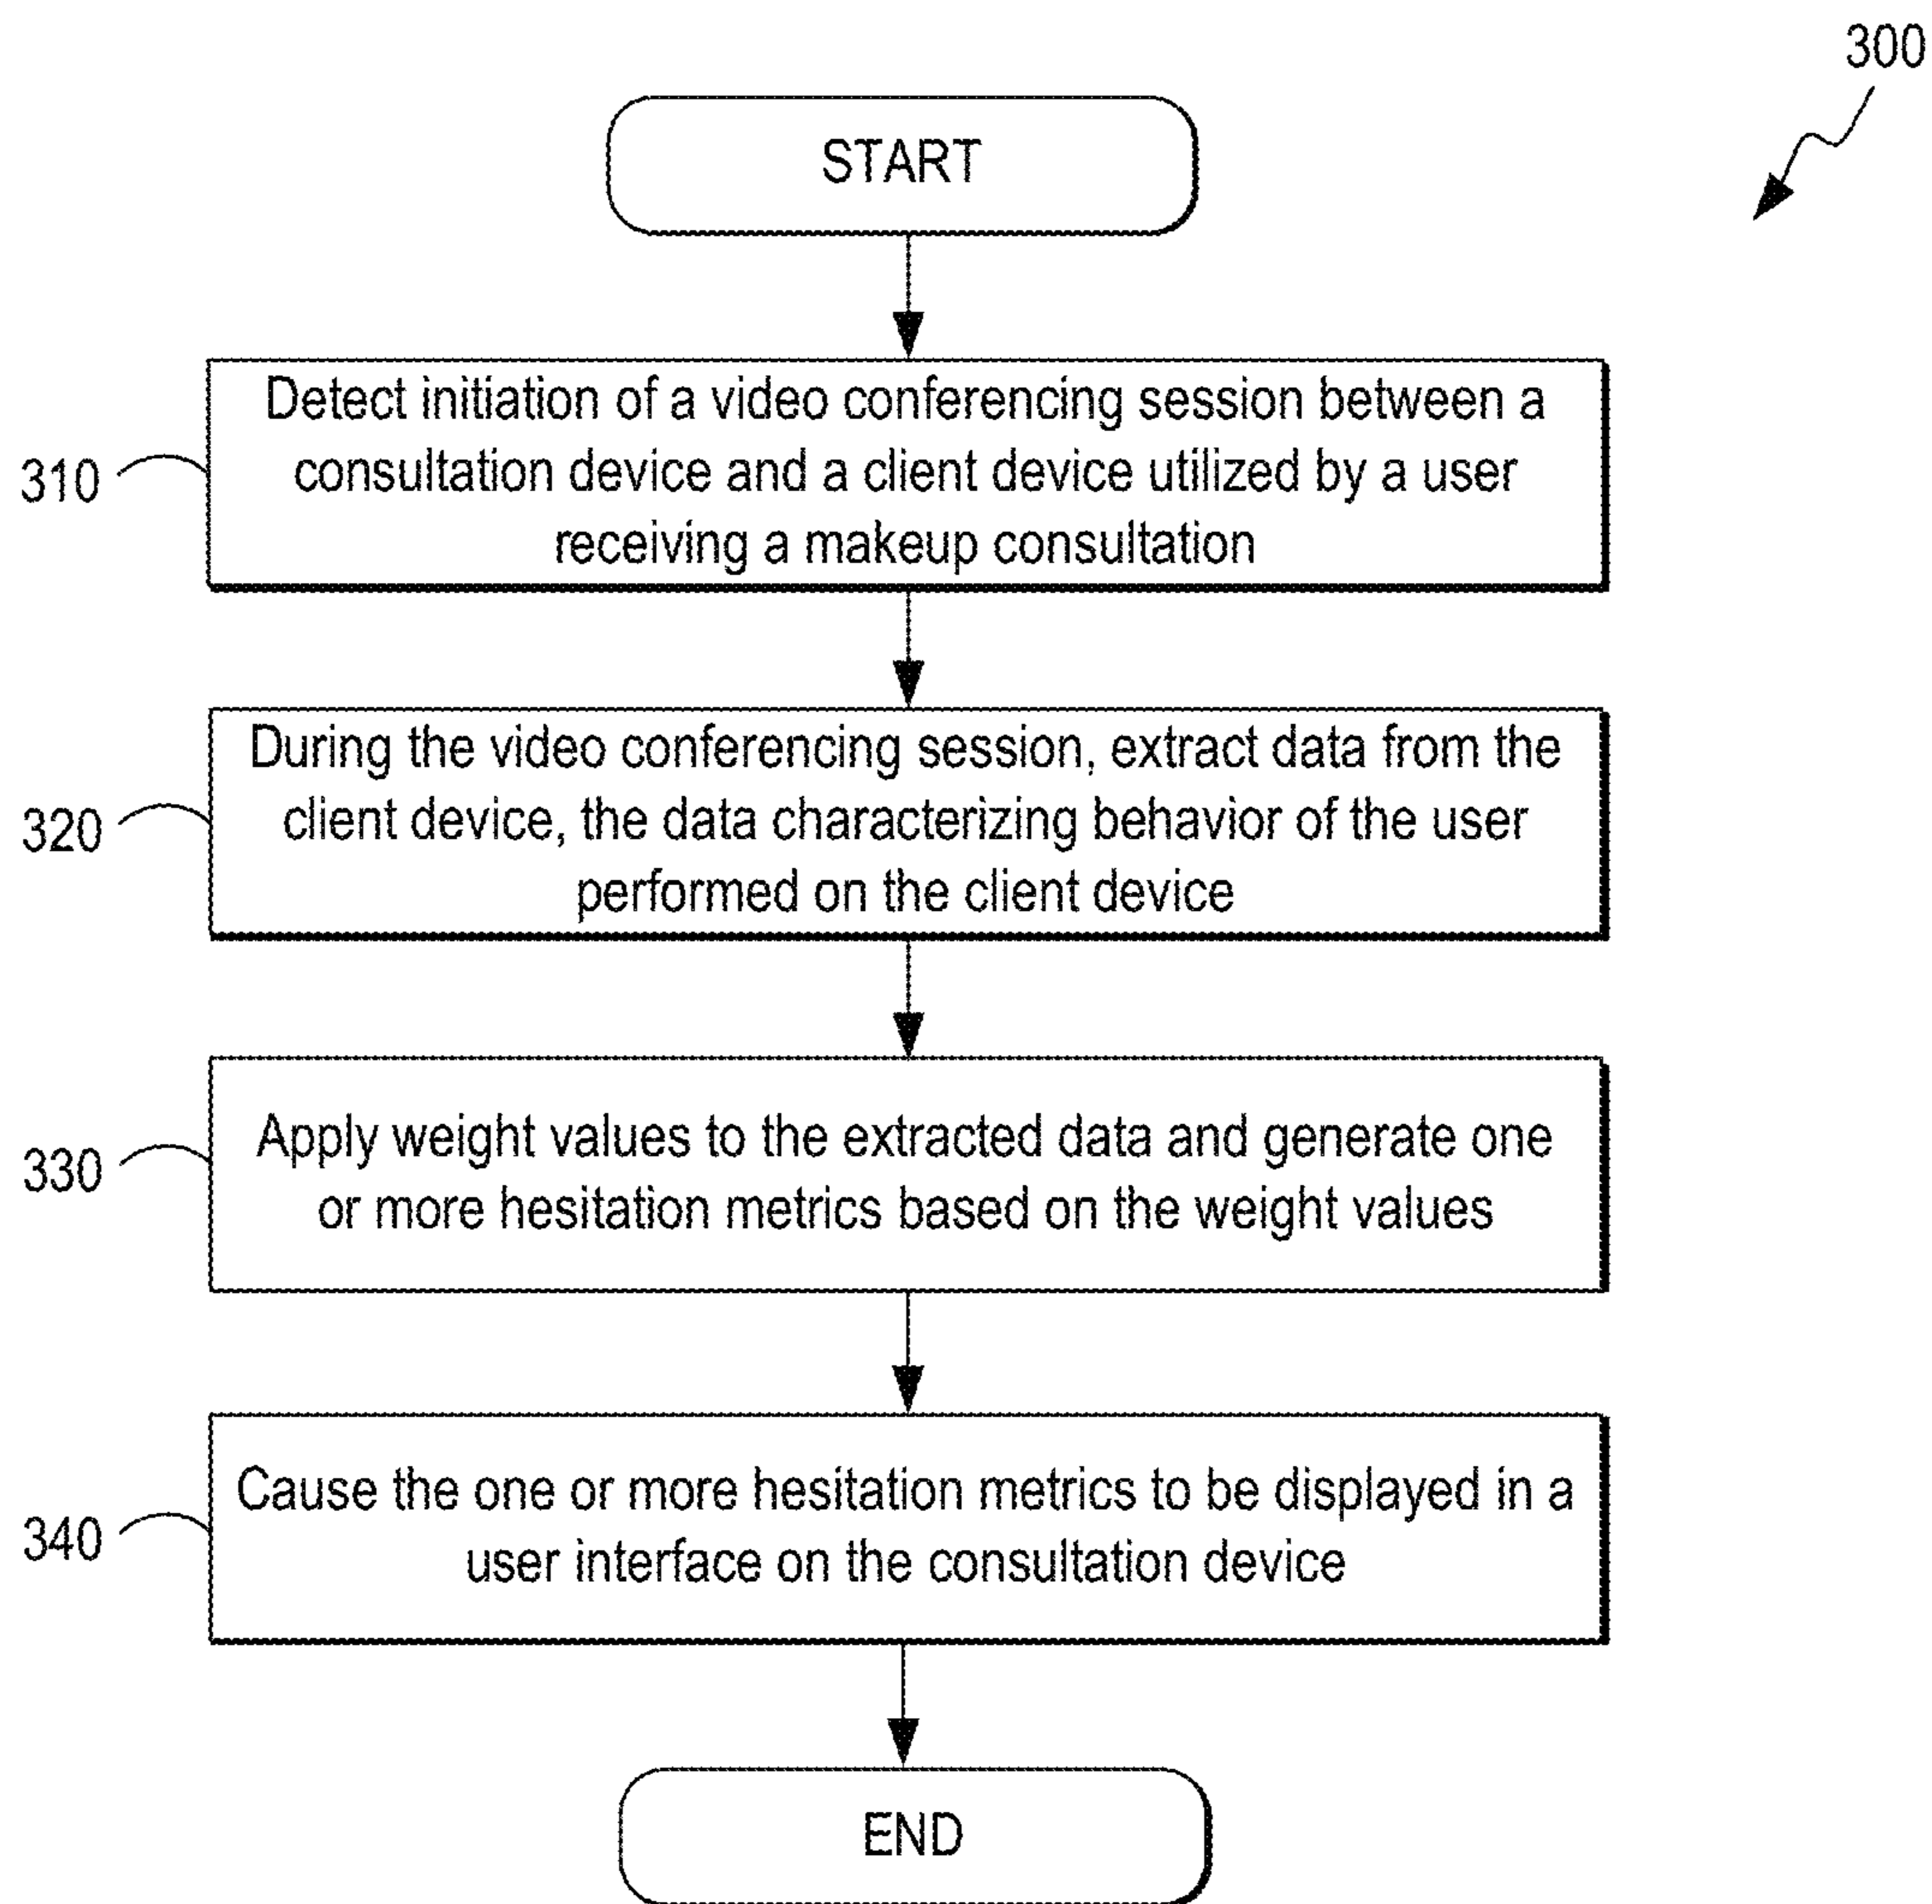 300
START
Detect initiation of a video conferencing session between a
consultation device and a client device utilized by a user
receiving a makeup consultation
310
During the video conferencing session, extract data from the
client device, the data characterizing behavior of the user
performed on the client device
320
Apply weight values to the extracted data and generate one
or more hesitation metrics based on the weight values
330
Cause the one or more hesitation metrics to be displayed in a
user interface on the consultation device
340
END